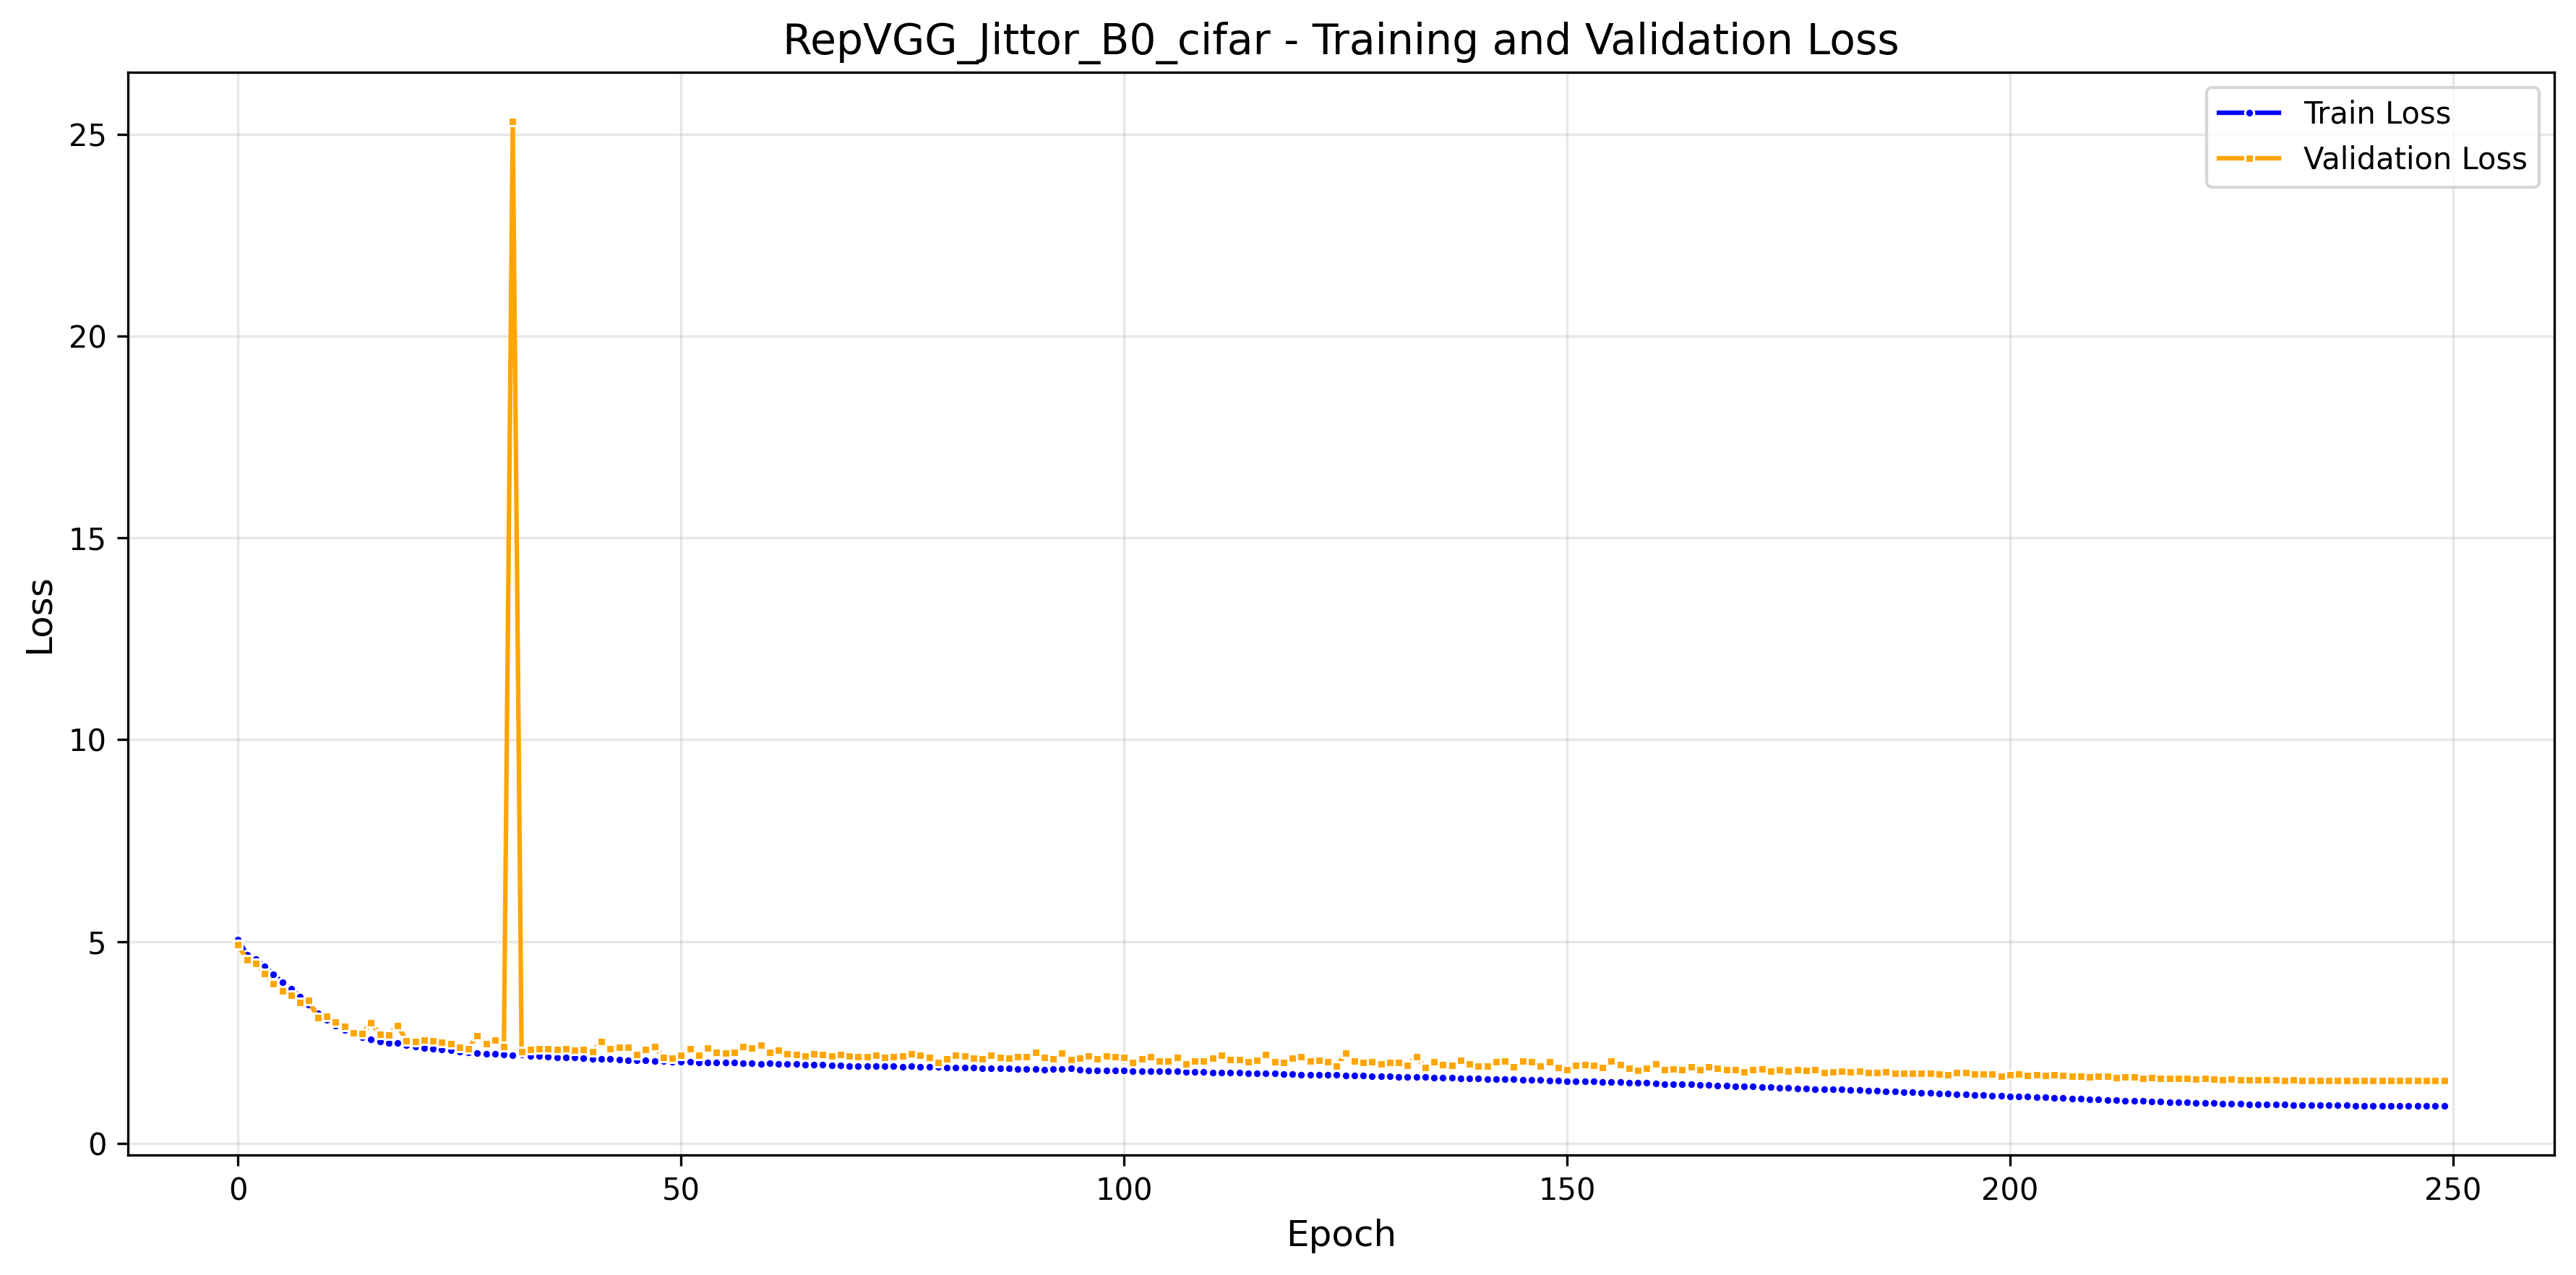 RepVGG_Jittor_B0_cifar - Training and Validation Loss
Train Loss
Validation Loss
25
20
15
10
5
0
Loss
0 50 100 150 200 250
Epoch